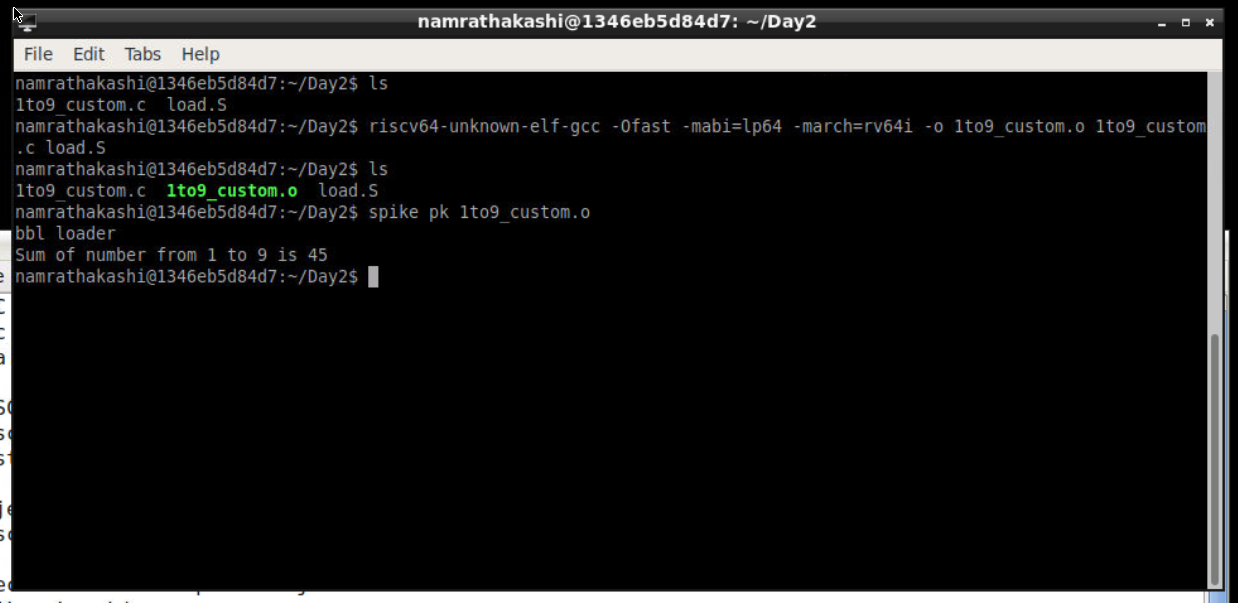 namrathakashi@1346eb5d84d7: ~/Day2
File Edit Tabs Help
namrathakashi@1346eb5d84d7:~/Day2$ ls
1to9_custom.c  load.S
namrathakashi@1346eb5d84d7:~/Day2$ riscv64-unknown-elf-gcc -Ofast -mabi=lp64 -march=rv64i -o 1to9_custom.o 1to9_custom
.c load.S
namrathakashi@1346eb5d84d7:~/Day2$ ls
1to9_custom.c  1to9_custom.o  load.S
namrathakashi@1346eb5d84d7:~/Day2$ spike pk 1to9_custom.o
bbl loader
Sum of number from 1 to 9 is 45
namrathakashi@1346eb5d84d7:~/Day2$